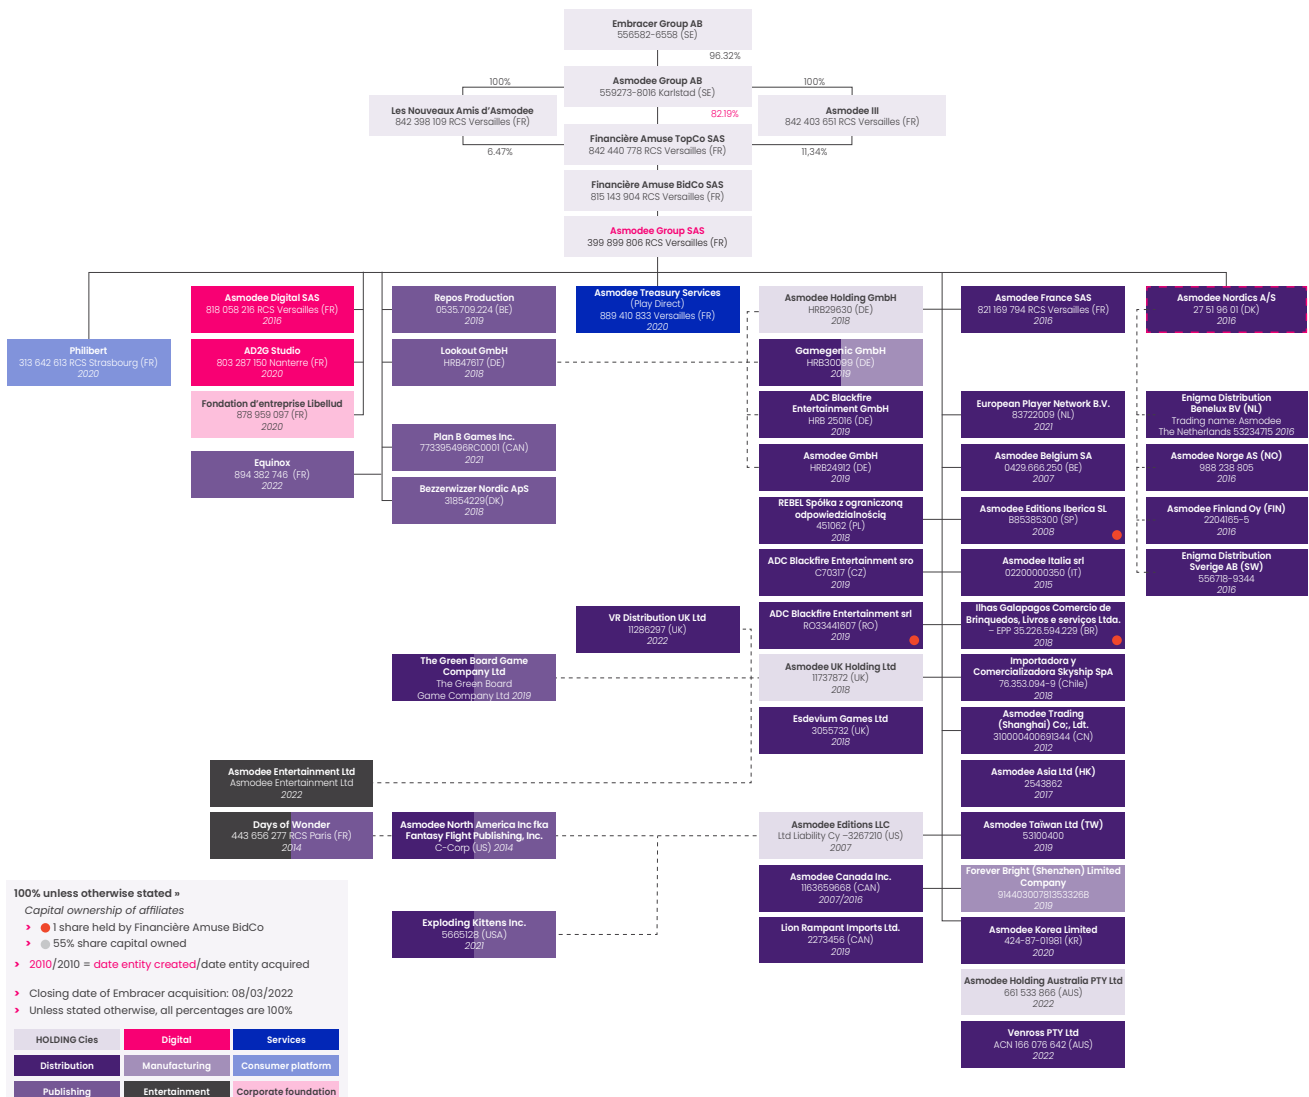 Embracer Group AB
556582-6558 (SE)
96.32%
100%
Asmodee Group AB
559273-8016 Karlstad (SE)
100%
Les Nouveaux Amis d'Asmodee
842 398 109 RCS Versailles (FR)
82.19%
Asmodee III
842 403 651 RCS Versailles (FR)
6.47%
Financière Amuse TopCo SAS
842 440 778 RCS Versailles (FR)
11,34%
Financière Amuse BidCo SAS
815 143 904 RCS Versailles (FR)
Asmodee Group SAS
399 899 806 RCS Versailles (FR)
Philibert
313 642 613 RCS Strasbourg (FR)
2020
Asmodee Digital SAS
818 058 216 RCS Versailles (FR)
2016
AD2G Studio
803 287 150 Nanterre (FR)
2020
Fondation d'entreprise Libellud
878 959 097 (FR)
2020
Equinox
894 382 746 (FR)
2022
Repos Production
0535.709.224 (BE)
2019
Lookout GmbH
HRB47617 (DE)
2018
Plan B Games Inc.
773395496RC0001 (CAN)
2021
Bezzerwizzer Nordic ApS
31854229(DK)
2018
Asmodee Treasury Services
(Play Direct)
889 410 833 Versailles (FR)
2020
Asmodee Holding GmbH
HRB29630 (DE)
2018
Gamegenic GmbH
HRB30099 (DE)
2019
ADC Blackfire
Entertainment GmbH
HRB 25016 (DE)
2019
Asmodee GmbH
HRB24912 (DE)
2019
REBEL Spółka z ograniczoną
odpowiedzialnością
451062 (PL)
2018
ADC Blackfire Entertainment sro
C70317 (CZ)
2019
ADC Blackfire Entertainment srl
RO33441607 (RO)
2019
Asmodee UK Holding Ltd
11737872 (UK)
2018
Esdevium Games Ltd
3055732 (UK)
2018
Asmodee France SAS
821 169 794 RCS Versailles (FR)
2016
European Player Network B.V.
83722009 (NL)
2021
Asmodee Belgium SA
0429.666.250 (BE)
2007
Asmodee Editions Iberica SL
B85385300 (SP)
2008
Asmodee Italia srl
02200000350 (IT)
2015
Ilhas Galapagos Comercio de
Brinquedos, Livros e serviços Ltda.
– EPP 35.226.594.229 (BR)
2018
Importadora y
Comercializadora Skyship SpA
76.353.094-9 (Chile)
2018
Asmodee Trading
(Shanghai) Co;, Ldt.
310000400691344 (CN)
2012
Asmodee Asia Ltd (HK)
2543862
2017
Asmodee Taïwan Ltd (TW)
53100400
2019
Forever Bright (Shenzhen) Limited
Company
91440300781353326B
2019
Asmodee Korea Limited
424-87-01981 (KR)
2020
Asmodee Holding Australia PTY Ltd
661 533 866 (AUS)
2022
Venross PTY Ltd
ACN 166 076 642 (AUS)
2022
Asmodee Nordics A/S
27 51 96 01 (DK)
2016
Enigma Distribution
Benelux BV (NL)
Trading name: Asmodee
The Netherlands 53234715 2016
Asmodee Norge AS (NO)
988 238 805
2016
Asmodee Finland Oy (FIN)
2204165-5
2016
Enigma Distribution
Sverige AB (SW)
556718-9344
2016
VR Distribution UK Ltd
11286297 (UK)
2022
The Green Board Game
Company Ltd
The Green Board
Game Company Ltd 2019
Asmodee Entertainment Ltd
Asmodee Entertainment Ltd
2022
Days of Wonder
443 656 277 RCS Paris (FR)
2014
Asmodee North America Inc fka
Fantasy Flight Publishing, Inc.
C-Corp (US) 2014
Exploding Kittens Inc.
5665128 (USA)
2021
Asmodee Editions LLC
Ltd Liability Cy –3267210 (US)
2007
Asmodee Canada Inc.
1163659668 (CAN)
2007/2016
Lion Rampant Imports Ltd.
2273456 (CAN)
2019
100% unless otherwise stated »
Capital ownership of affiliates
› 1 share held by Financière Amuse BidCo
› 55% share capital owned
› 2010/2010 = date entity created/date entity acquired
› Closing date of Embracer acquisition: 08/03/2022
› Unless stated otherwise, all percentages are 100%
HOLDING Cies
Digital
Services
Distribution
Manufacturing
Consumer platform
Publishing
Entertainment
Corporate foundation